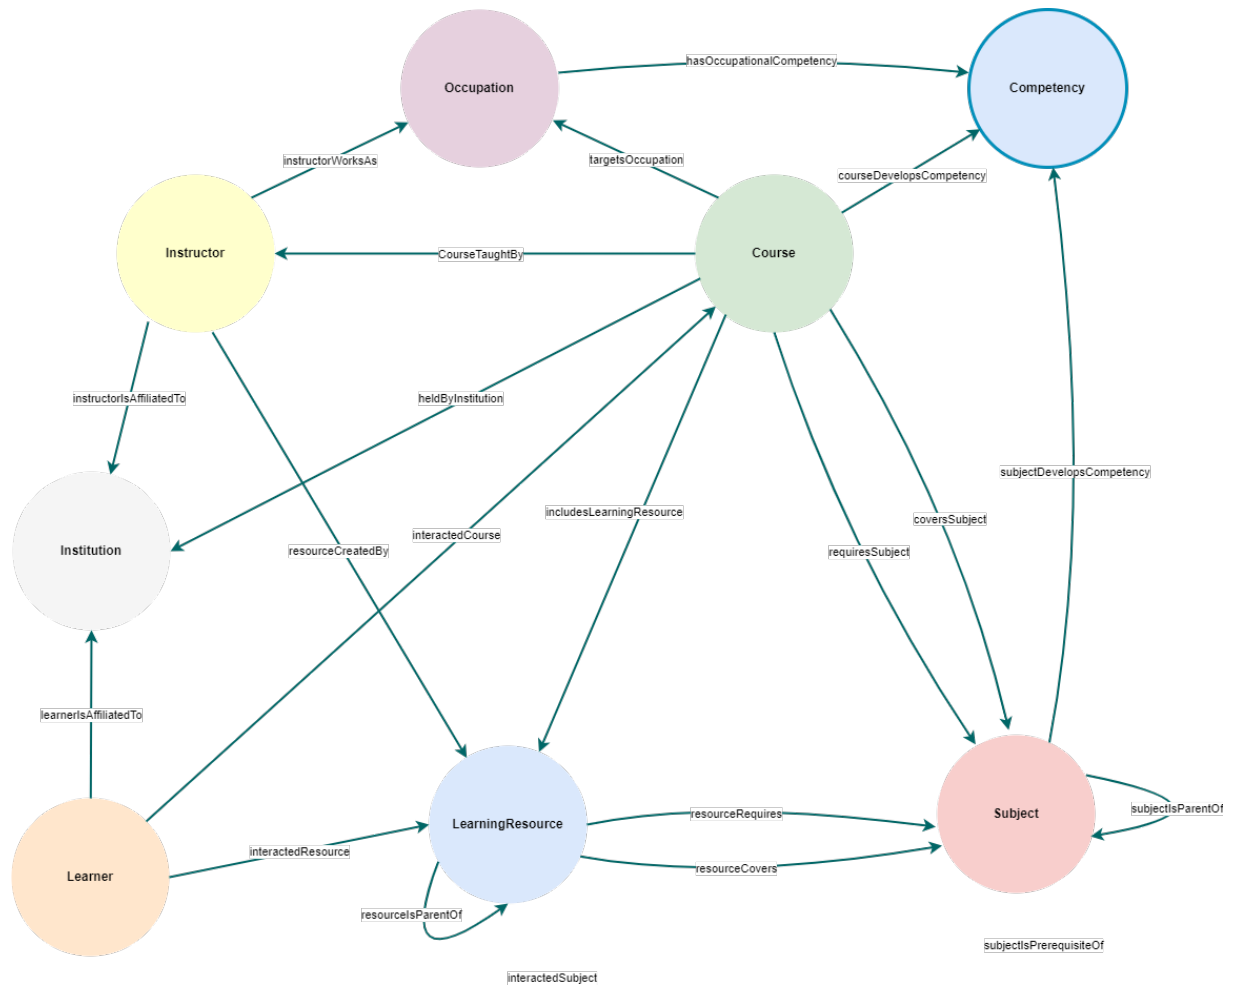 hasOccupationalCompetency
Occupation
Competency
instructorWorksAs
targetsOccupation
courseDevelopsCompetency
Instructor
CourseTaughtBy
Course
instructorIsAffiliatedTo
heldByInstitution
subjectDevelopsCompetency
includesLearningResource
coversSubject
interactedCourse
Institution
resourceCreatedBy
requiresSubject
learnerIsAffiliatedTo
subjectIsParentOf
resourceRequires
Subject
LearningResource
interactedResource
resourceCovers
Learner
resourceIsParentOf
subjectIsPrerequisiteOf
interactedSubject